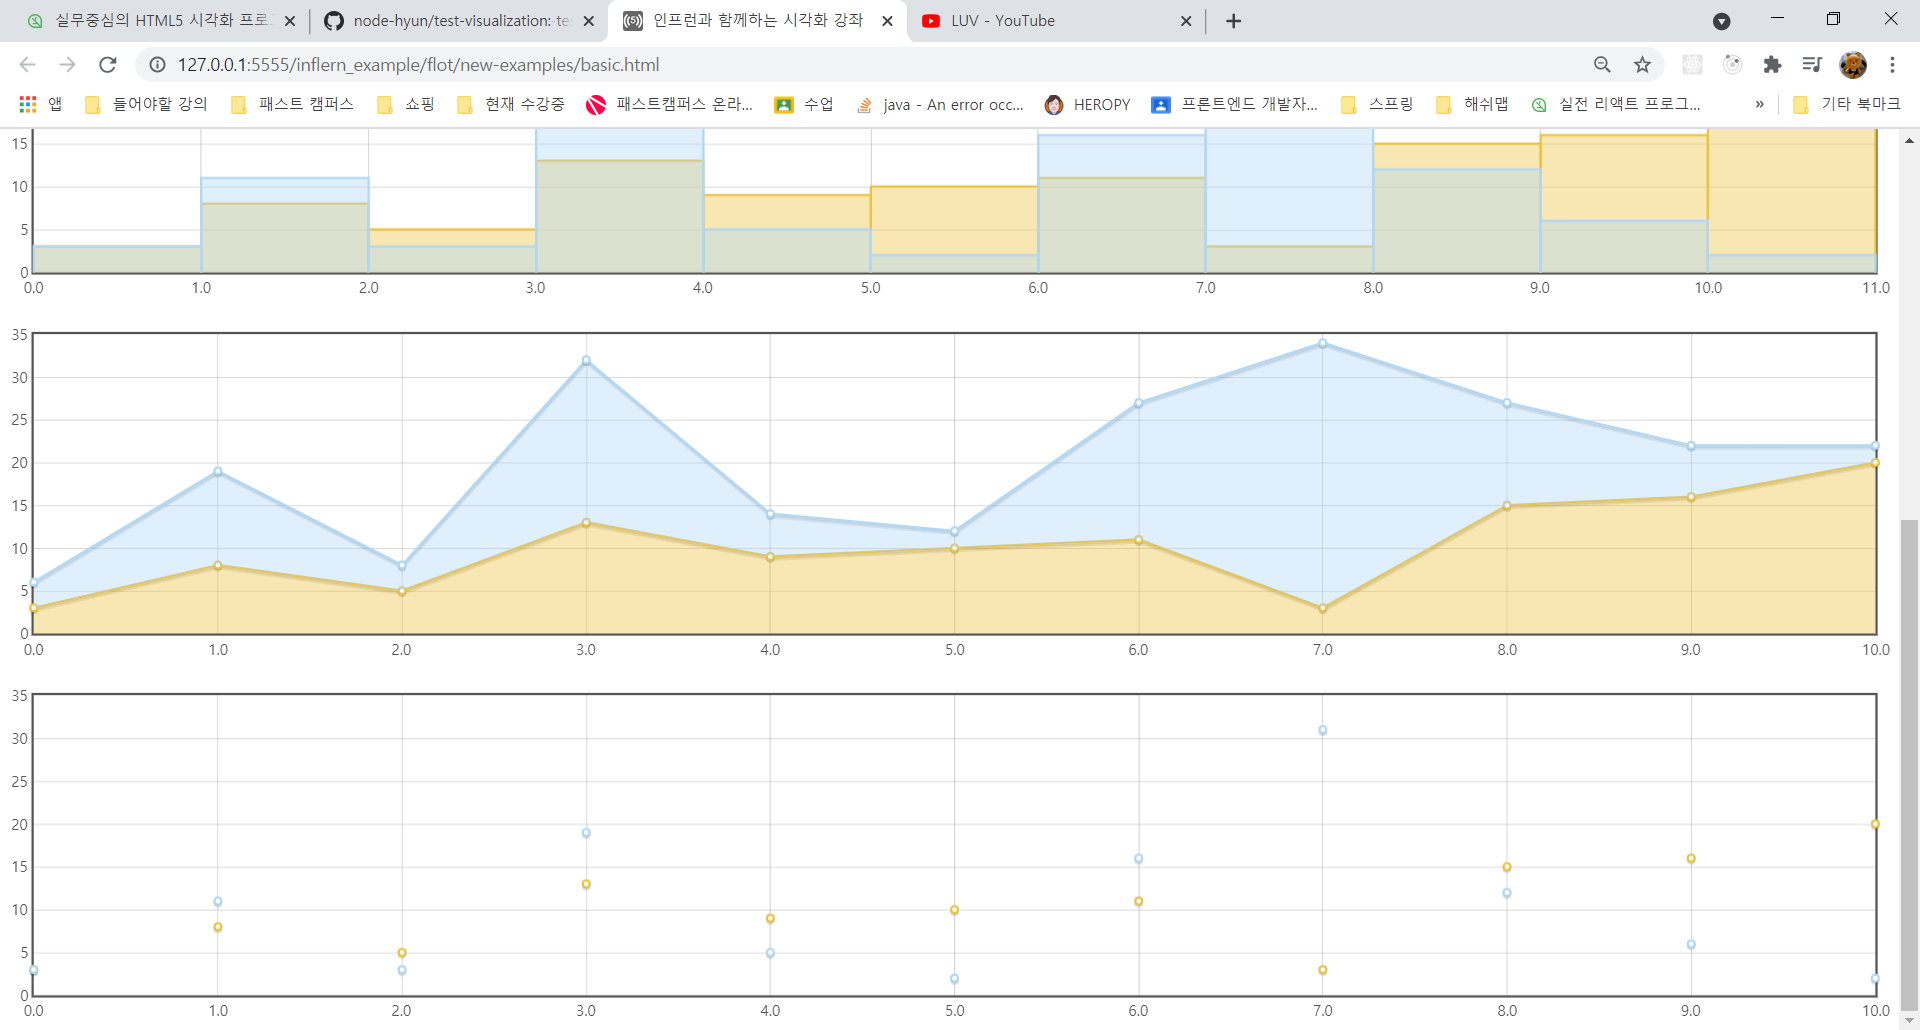 실무중심의 HTML5 시각화 프로
node-hyun/test-visualization: te
인프런과 함께하는 시각화 강좌
LUV - YouTube
127.0.0.1:5555/inflern_example/flot/new-examples/basic.html
앱 들어야할 강의 패스트 캠퍼스 쇼핑 현재 수강중 패스트캠퍼스 온라... 수업 java - An error occ... HEROPY 프론트엔드 개발자... 스프링 해쉬맵 실전 리액트 프로그... » 기타 북마크
15
10
5
0
0.0 1.0 2.0 3.0 4.0 5.0 6.0 7.0 8.0 9.0 10.0 11.0
35
30
25
20
15
10
5
0
0.0 1.0 2.0 3.0 4.0 5.0 6.0 7.0 8.0 9.0 10.0
35
30
25
20
15
10
5
0
0.0 1.0 2.0 3.0 4.0 5.0 6.0 7.0 8.0 9.0 10.0